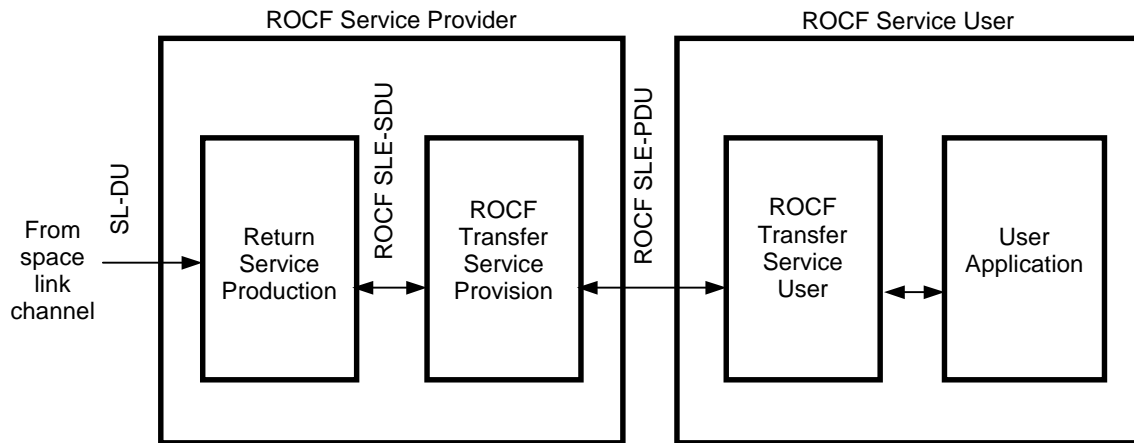 ROCF Service Provider
ROCF Service User
SL-DU
ROCF SLE-SDU
ROCF SLE-PDU
From
space
link
channel
Return
Service
Production
ROCF
Transfer
Service
Provision
ROCF
Transfer
Service
User
User
Application